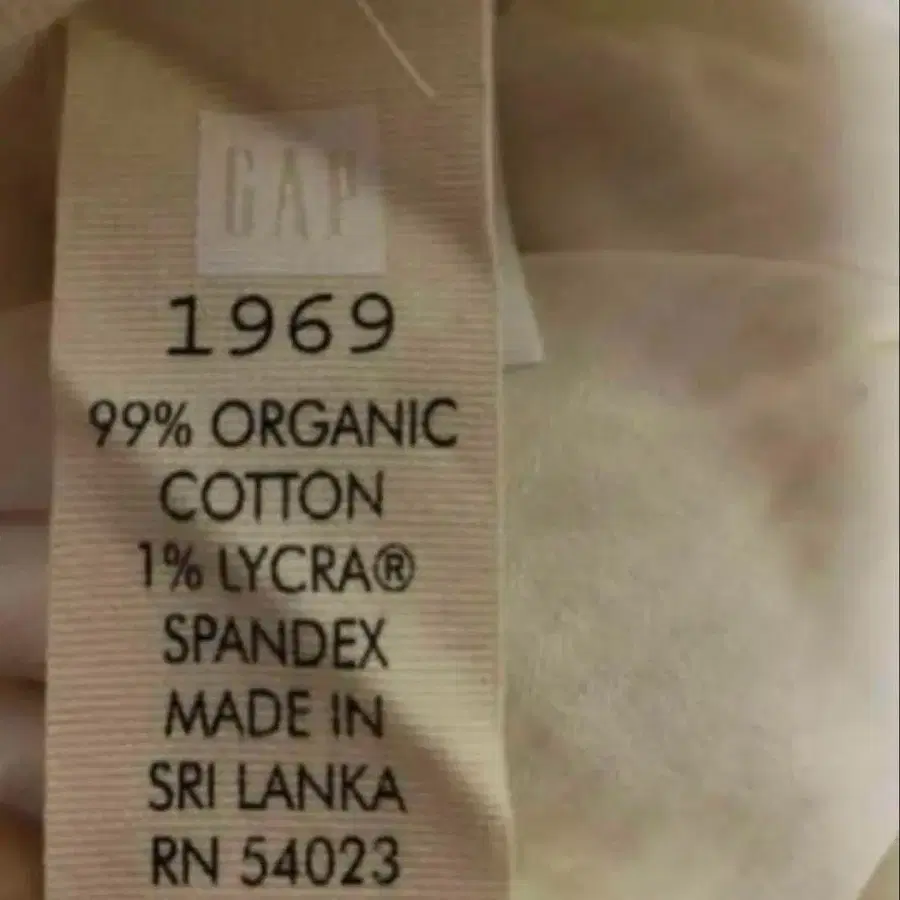 GAP
1969
99% ORGANIC
COTTON
1% LYCRA®
SPANDEX
MADE IN
SRI LANKA
RN 54023